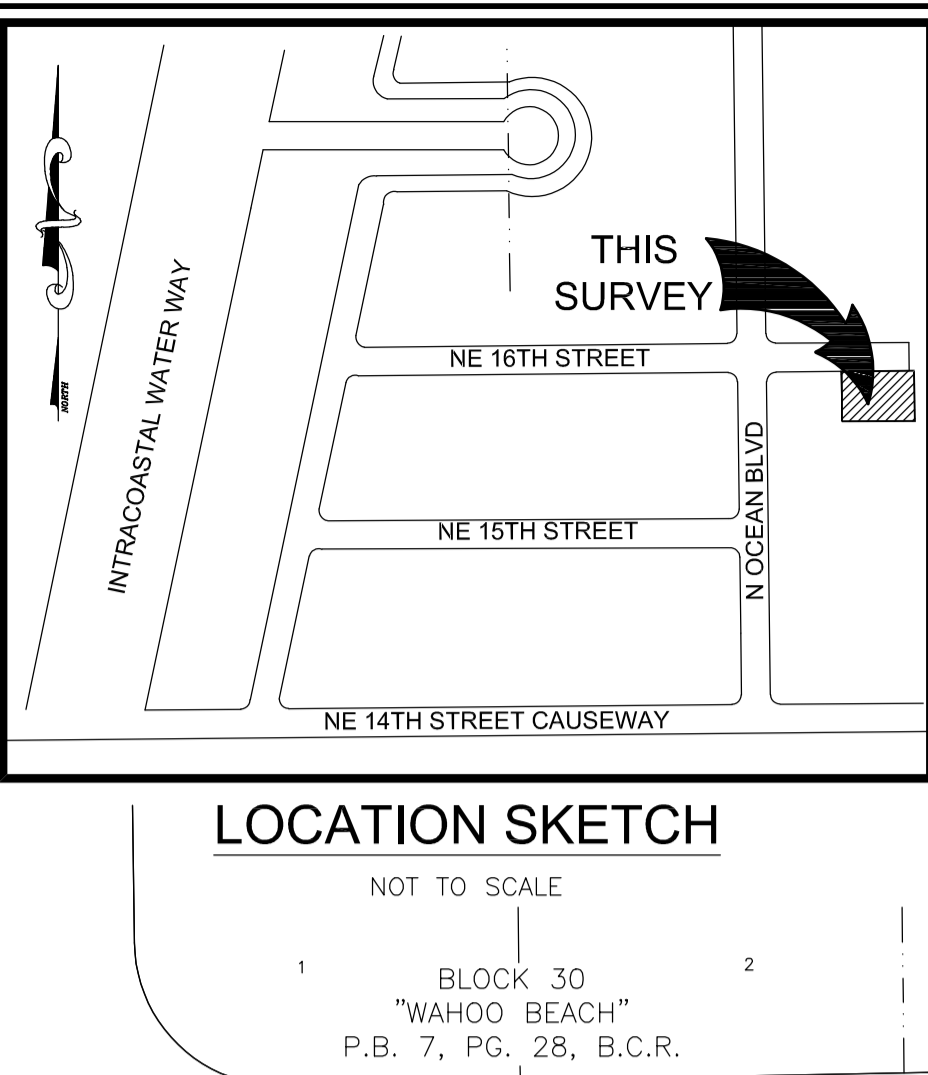 THIS
SURVEY
NE 16TH STREET
INTRACOASTAL WATER WAY
NORTH
N OCEAN BLVD
NE 15TH STREET
NE 14TH STREET CAUSEWAY
LOCATION SKETCH
NOT TO SCALE
1
2
BLOCK 30
"WAHOO BEACH"
P.B. 7, PG. 28, B.C.R.